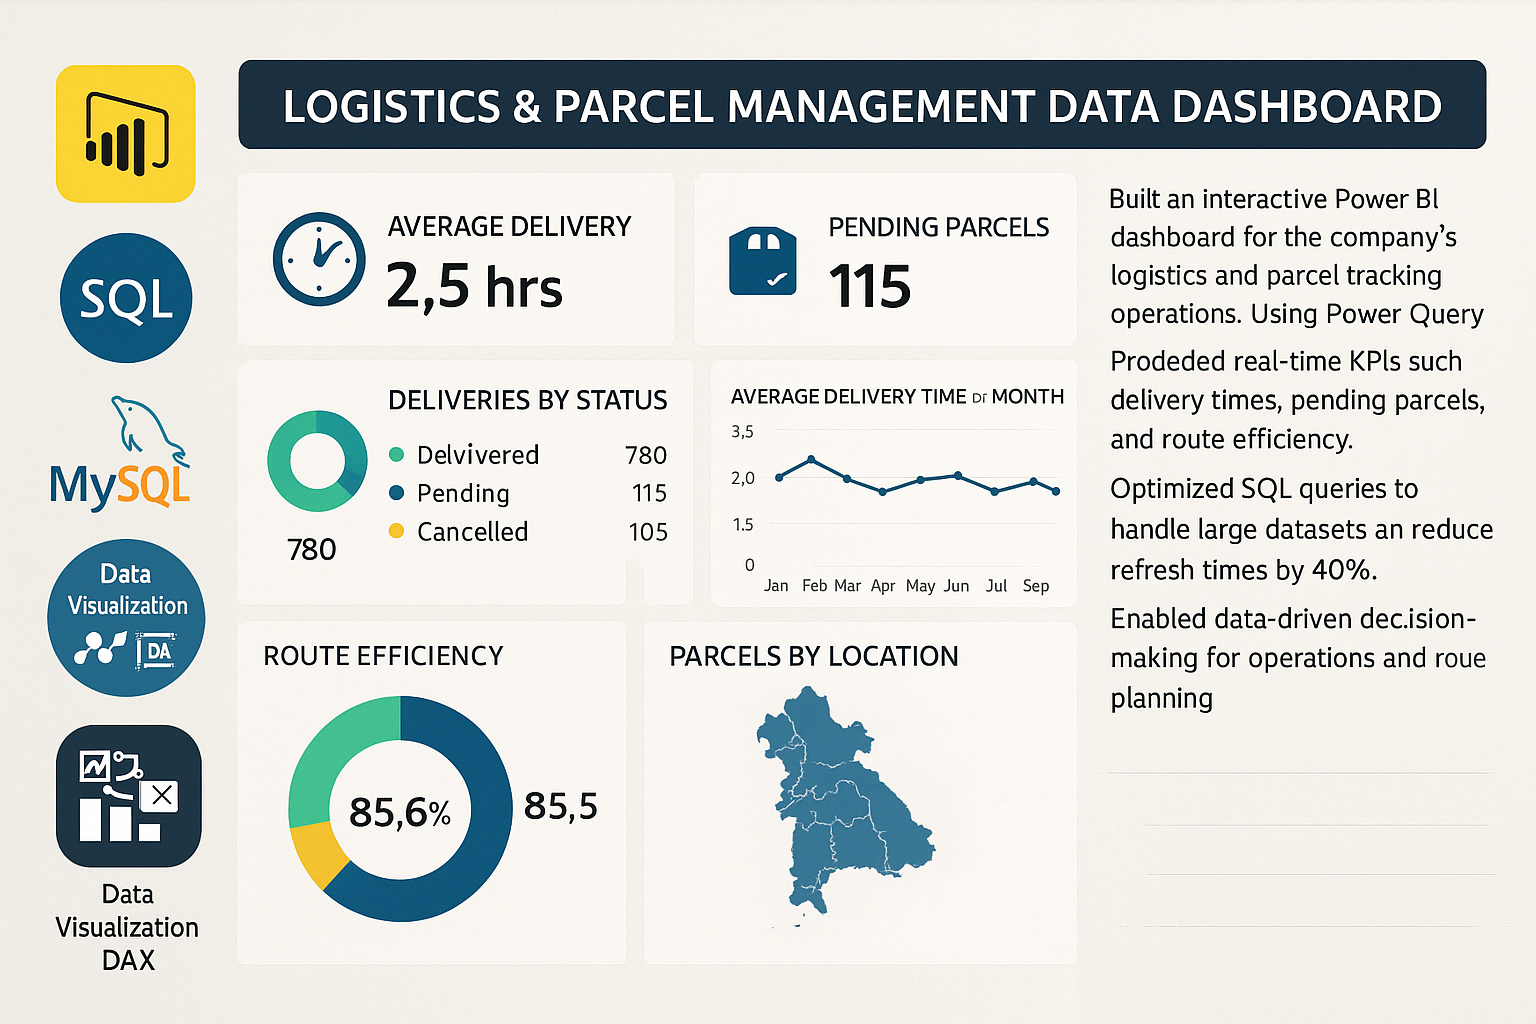 LOGISTICS & PARCEL MANAGEMENT DATA DASHBOARD
SQL
MySQL
Data
Visualization
DA
Data
Visualization
DAX
AVERAGE DELIVERY
2,5 hrs
PENDING PARCELS
115
DELIVERIES BY STATUS
Delvivered 780
Pending 115
Cancelled 105
780
AVERAGE DELIVERY TIME Dr MONTH
3,5
2,0
1.5
0
Jan Feb Mar Apr May Jun Jul Sep
ROUTE EFFICIENCY
85,6%
85,5
PARCELS BY LOCATION
Built an interactive Power Bl
dashboard for the company's
logistics and parcel tracking
operations. Using Power Query
Prodeded real-time KPls such
delivery times, pending parcels,
and route efficiency.
Optimized SQL queries to
handle large datasets an reduce
refresh times by 40%.
Enabled data-driven dec.ision-
making for operations and roue
planning